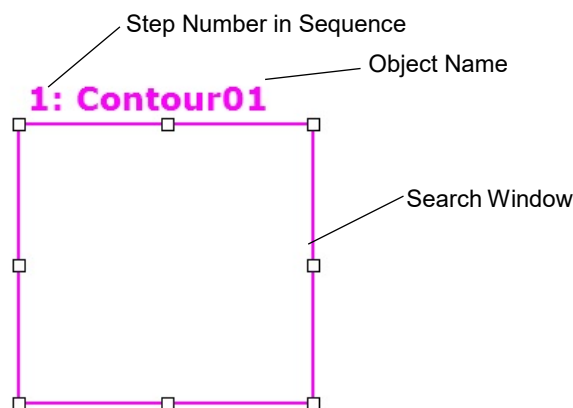 Step Number in Sequence
Object Name
1: Contour01
Search Window